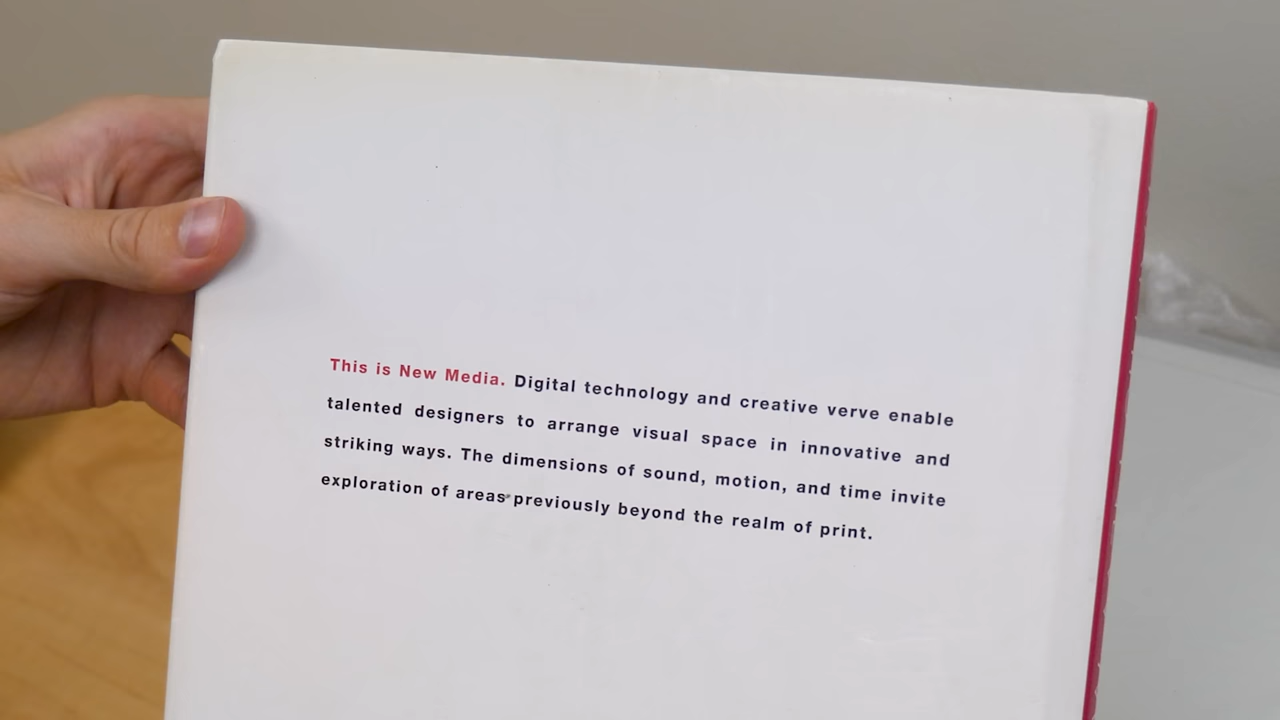 This is New Media. Digital technology and creative verve enable
talented designers to arrange visual space in innovative and
striking ways. The dimensions of sound, motion, and time invite
exploration of areas previously beyond the realm of print.